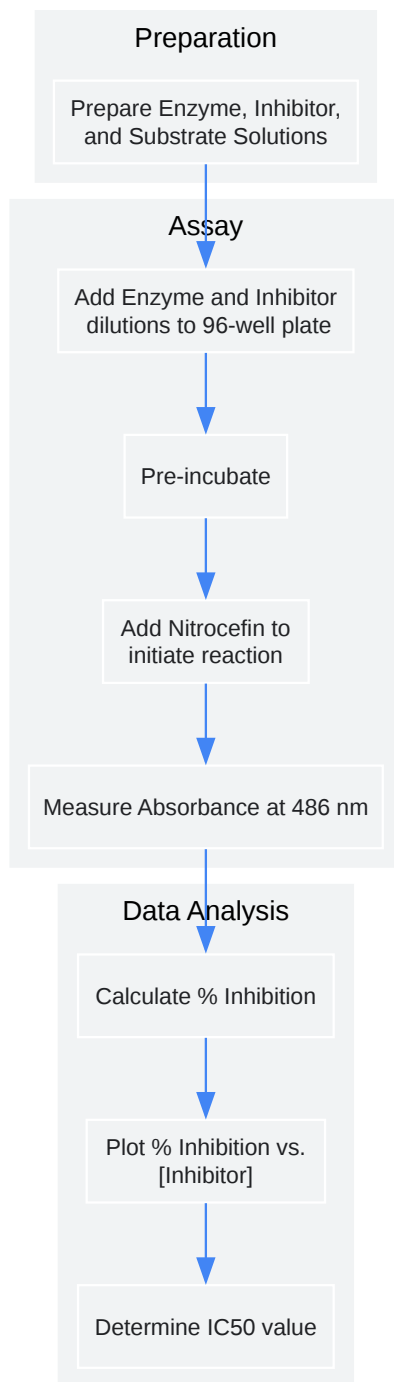 Preparation
Prepare Enzyme, Inhibitor,
and Substrate Solutions
Assay
Add Enzyme and Inhibitor
dilutions to 96-well plate
Pre-incubate
Add Nitrocefin to
initiate reaction
Measure Absorbance at 486 nm
Data Analysis
Calculate % Inhibition
Plot % Inhibition vs.
[Inhibitor]
Determine IC50 value